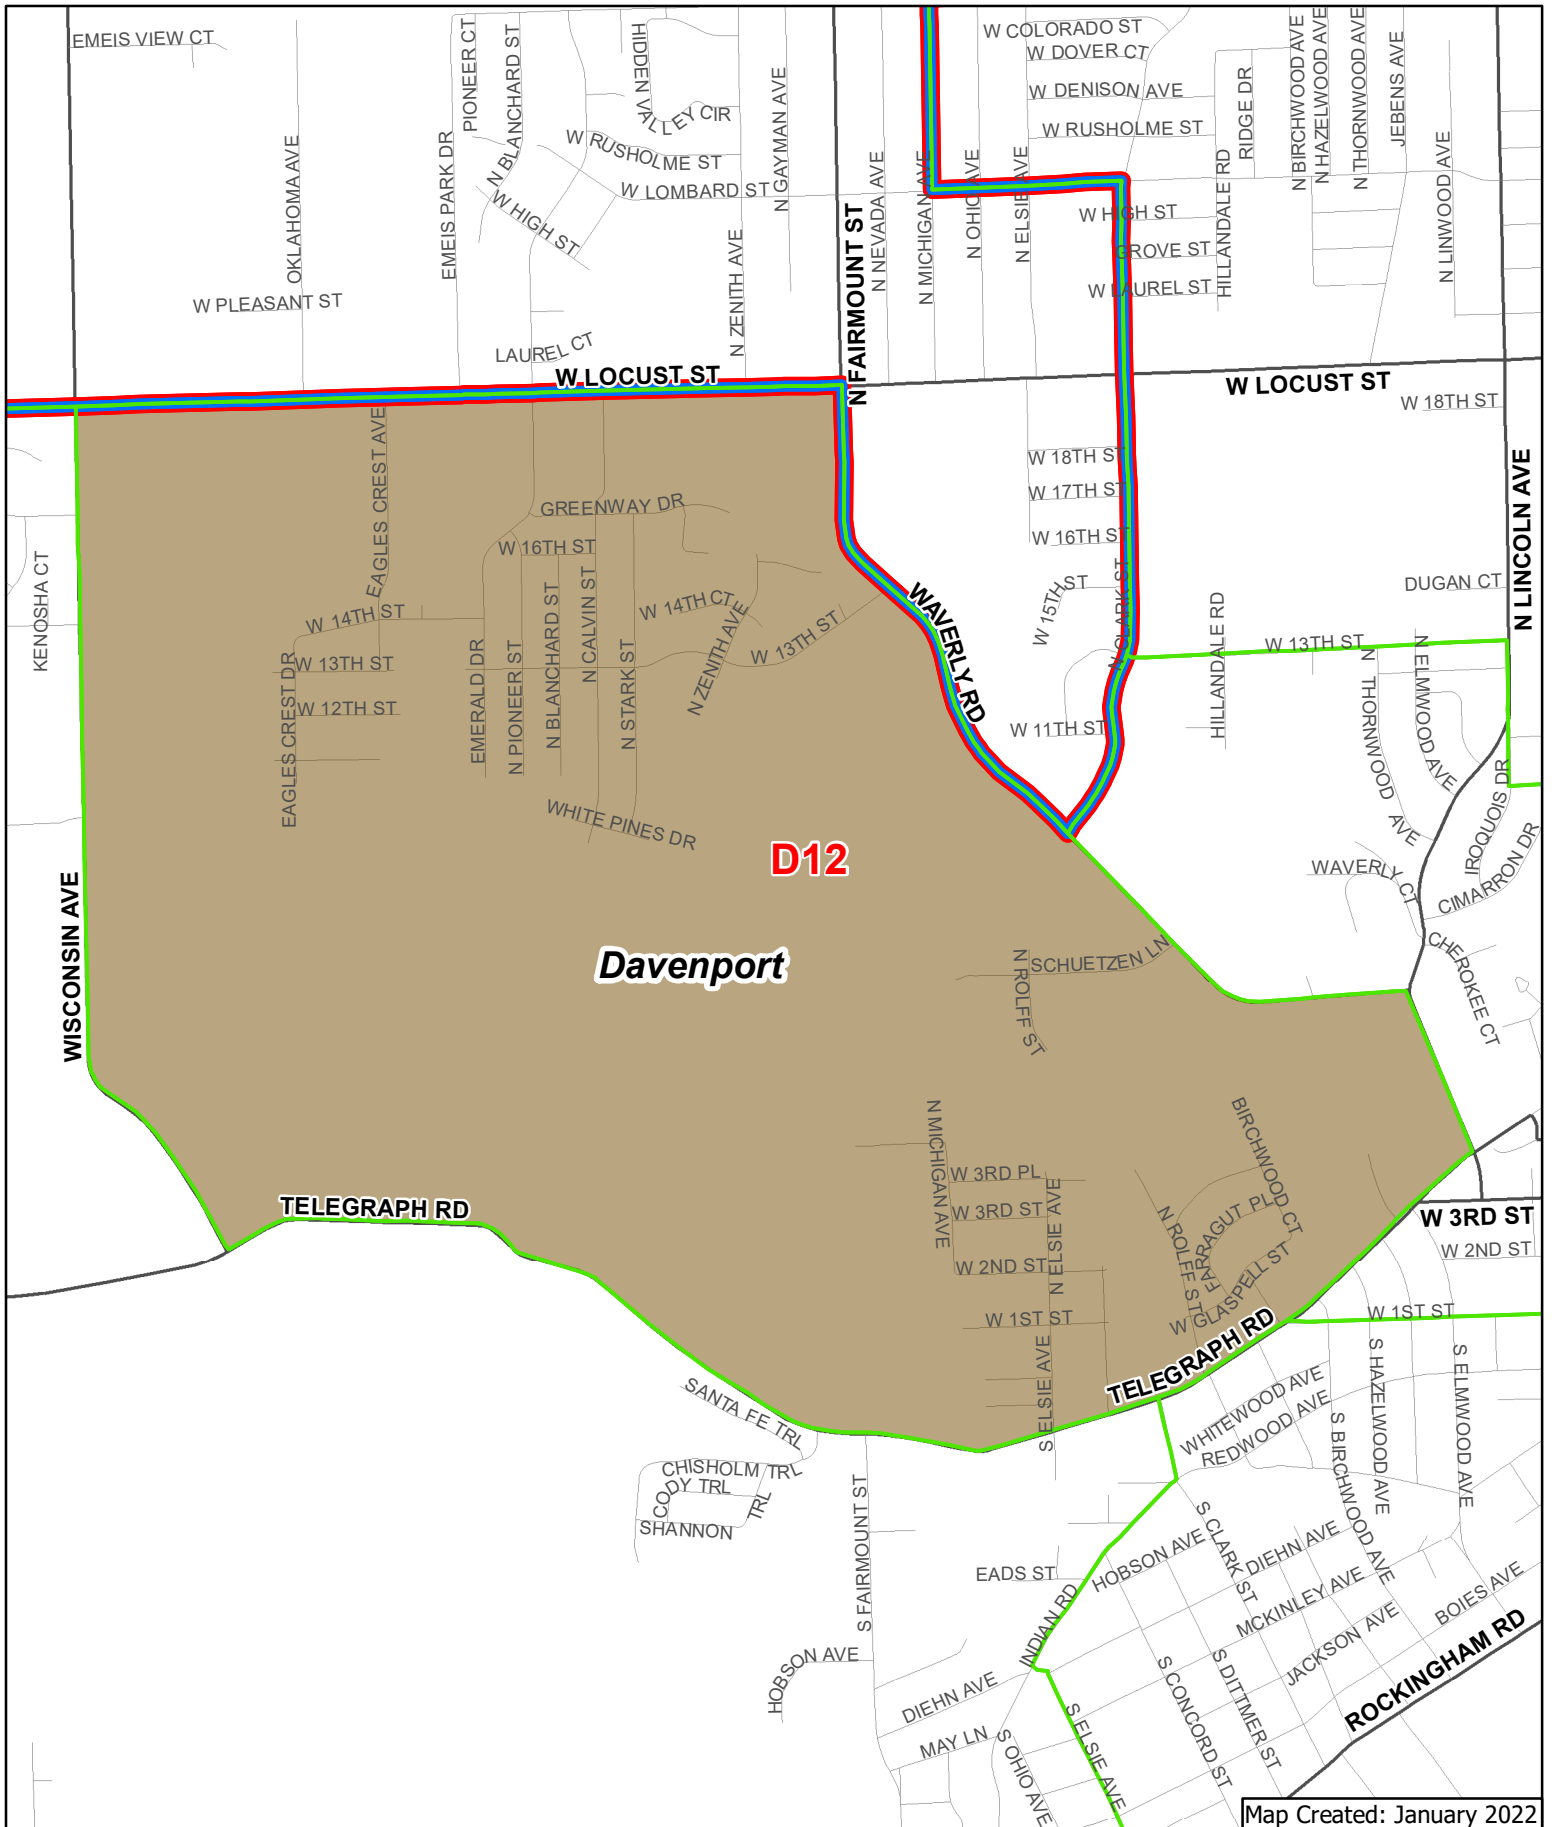 EMEIS VIEW CT
OKLAHOMA AVE
W PLEASANT ST
EMEIS PARK DR
PIONEER CT
N BLANCHARD ST
HIDDEN VALLEY CIR
W RUSHOLME ST
W LOMBARD ST
W HIGH ST
N GAYMAN AVE
N ZENITH AVE
LAUREL CT
W LOCUST ST
N FAIRMOUNT ST
N NEVADA AVE
N MICHIGAN AVE
N OHIO AVE
N ELSIE AVE
W COLORADO ST
W DOVER CT
W DENISON AVE
W RUSHOLME ST
RIDGE DR
HILLANDALE RD
N BIRCHWOOD AVE
N HAZELWOOD AVE
N THORNWOOD AVE
JEBENS AVE
N LINWOOD AVE
W HIGH ST
GROVE ST
W LAUREL ST
W LOCUST ST
W 18TH ST
N LINCOLN AVE
W 18TH ST
W 17TH ST
W 16TH ST
W 15TH ST
N CLARK ST
W 11TH ST
DUGAN CT
W 13TH ST
HILLANDALE RD
N THORNWOOD AVE
N ELMWOOD AVE
IROQUOIS DR
CIMARRON DR
WAVERLY CT
CHEROKEE CT
KENOSHA CT
WISCONSIN AVE
EAGLES CREST AVE
GREENWAY DR
W 16TH ST
W 14TH ST
W 13TH ST
W 12TH ST
EAGLES CREST DR
EMERALD DR
N PIONEER ST
N BLANCHARD ST
N CALVIN ST
N STARK ST
W 14TH CT
N ZENITH AVE
W 13TH ST
WAVERLY RD
WHITE PINES DR
D12
Davenport
SCHUETZEN LN
N ROLFF ST
N MICHIGAN AVE
W 3RD PL
W 3RD ST
W 2ND ST
W 1ST ST
N ELSIE AVE
S ELSIE AVE
BIRCHWOOD CT
FARRAGUT PL
N ROLFF ST
W GLASPELL ST
TELEGRAPH RD
TELEGRAPH RD
W 3RD ST
W 2ND ST
W 1ST ST
SANTA FE TRL
CHISHOLM TRL
CODY TRL
SHANNON TRL
S FAIRMOUNT ST
WHITEWOOD AVE
REDWOOD AVE
S BIRCHWOOD AVE
S HAZELWOOD AVE
S ELMWOOD AVE
EADS ST
INDIAN RD
HOBSON AVE
S CLARK ST
DIEHN AVE
MCKINLEY AVE
JACKSON AVE
BOIES AVE
ROCKINGHAM RD
HOBSON AVE
DIEHN AVE
MAY LN
S OHIO AVE
S ELSIE AVE
S CONCORD ST
S DITTMER ST
Map Created: January 2022